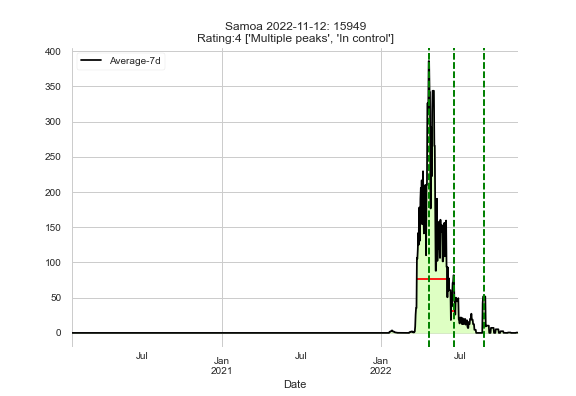 Samoa 2022-11-12: 15949
Rating:4 ['Multiple peaks', 'In control']
400
Average-7d
350
300
250
200
150
100
50
0
Jul
Jan
2021
Jul
Jan
2022
Jul
Date